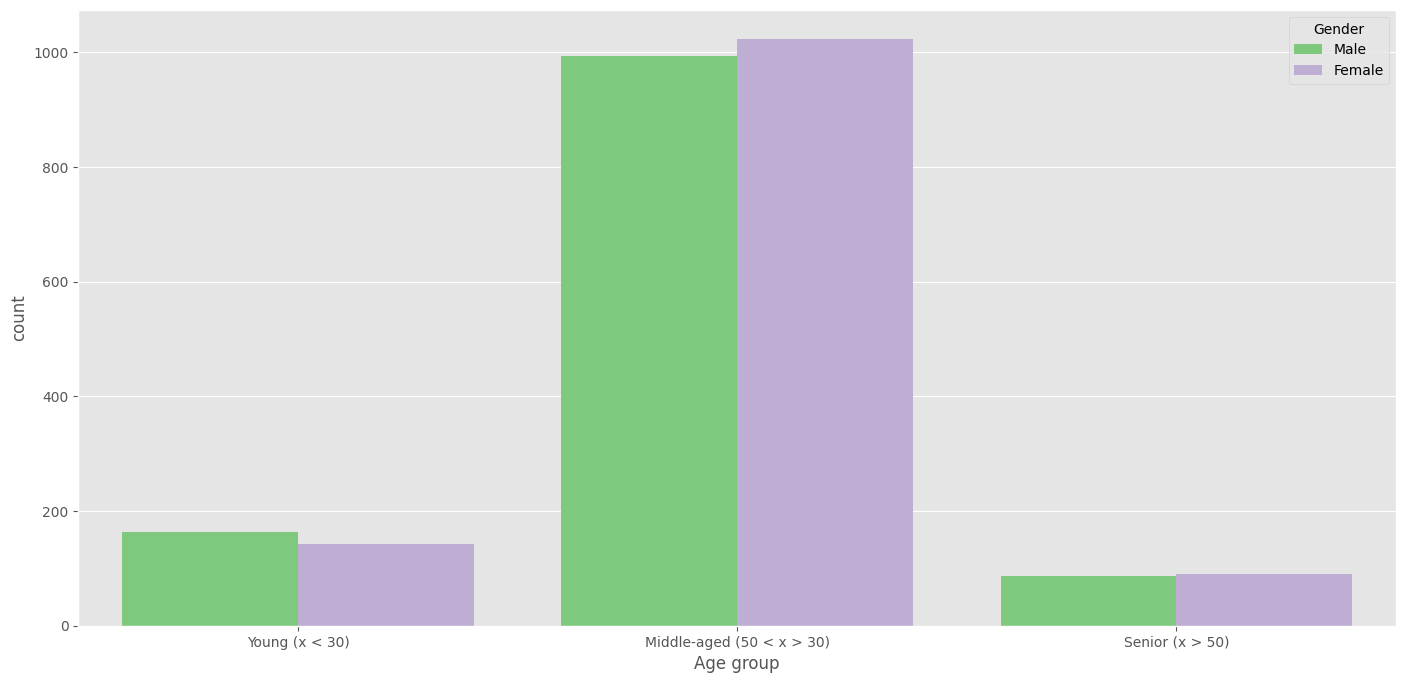 Gender
Male
Female
1000
800
600
400
200
0
count
Young (x < 30)
Middle-aged (50 < x > 30)
Senior (x > 50)
Age group